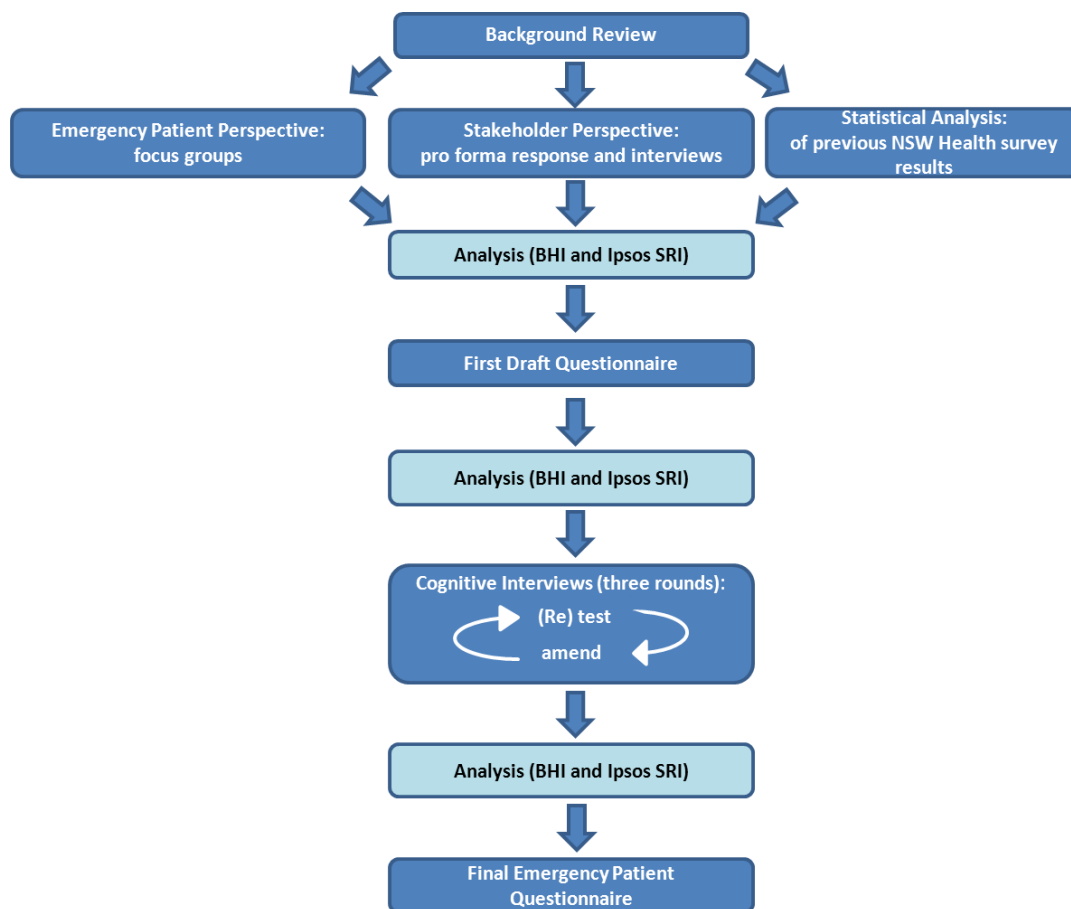 Background Review
Emergency Patient Perspective:
focus groups
Stakeholder Perspective:
pro forma response and interviews
Statistical Analysis:
of previous NSW Health survey
results
Analysis (BHI and Ipsos SRI)
First Draft Questionnaire
Analysis (BHI and Ipsos SRI)
Cognitive Interviews (three rounds):
(Re) test
amend
Analysis (BHI and Ipsos SRI)
Final Emergency Patient
Questionnaire